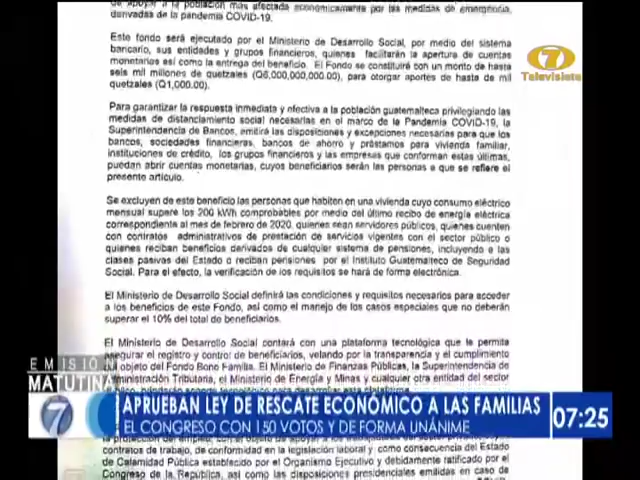 de apoyar a la población más afectada económicamente por las medidas de emergencia,
derivadas de la pandemia COVID-19.
Este fondo será ejecutado por el Ministerio de Desarrollo Social, por medio del sistema
bancario, sus entidades y grupos financieros, quienes facilitarán la apertura de cuentas
monetarias así como la entrega del beneficio. El Fondo se constituirá con un monto de hasta
seis mil millones de quetzales (Q6,000,000,000.00), para otorgar aportes de hasta de mil
quetzales (Q1,000.00).
7
Televisiete
Para garantizar la respuesta inmediata y efectiva a la población guatemalteca privilegiando las
medidas de distanciamiento social necesarias en el marco de la Pandemia COVID-19, la
Superintendencia de Bancos, emitirá las disposiciones y excepciones necesarias para que los
bancos, sociedades financieras, bancos de ahorro y préstamos para vivienda familiar,
instituciones de crédito, los grupos financieros y las empresas que conforman estas últimas,
puedan abrir cuentas monetarias, cuyos beneficiarios serán las personas a que se refiere el
presente artículo.
Se excluyen de este beneficio las personas que habiten en una vivienda cuyo consumo eléctrico
mensual supere los 200 kWh comprobables por medio del último recibo de energía eléctrica
correspondiente al mes de febrero de 2020, quienes sean servidores públicos, quienes cuenten
con contratos administrativos de prestación de servicios vigentes con el sector público o
quienes reciban beneficios derivados de cualquier sistema de pensiones, incluyendo a las
clases pasivas del Estado o reciban pensiones por el Instituto Guatemalteco de Seguridad
Social. Para el efecto, la verificación de los requisitos se hará de forma electrónica.
El Ministerio de Desarrollo Social definirá las condiciones y requisitos necesarios para acceder
a los beneficios de este Fondo, así como el manejo de los casos especiales que no deberán
superar el 10% del total de beneficiarios.
El Ministerio de Desarrollo Social contará con una plataforma tecnológica que le permita
asegurar el registro y control de beneficiarios, velando por la transparencia y el cumplimiento
del objeto del Fondo Bono Familia. El Ministerio de Finanzas Públicas, la Superintendencia de
Administración Tributaria, el Ministerio de Energía y Minas y cualquier otra entidad del sector
EMISIÓN
MATUTINA
7
APRUEBAN LEY DE RESCATE ECONÓMICO A LAS FAMILIAS
EL CONGRESO CON 150 VOTOS Y DE FORMA UNÁNIME
07:25
contratos de trabajo, de conformidad en la legislación laboral y como consecuencia del Estado
de Calamidad Pública establecido por el Organismo Ejecutivo y debidamente ratificado por el
Congreso de la República, así como las disposiciones presidenciales emitidas en caso de